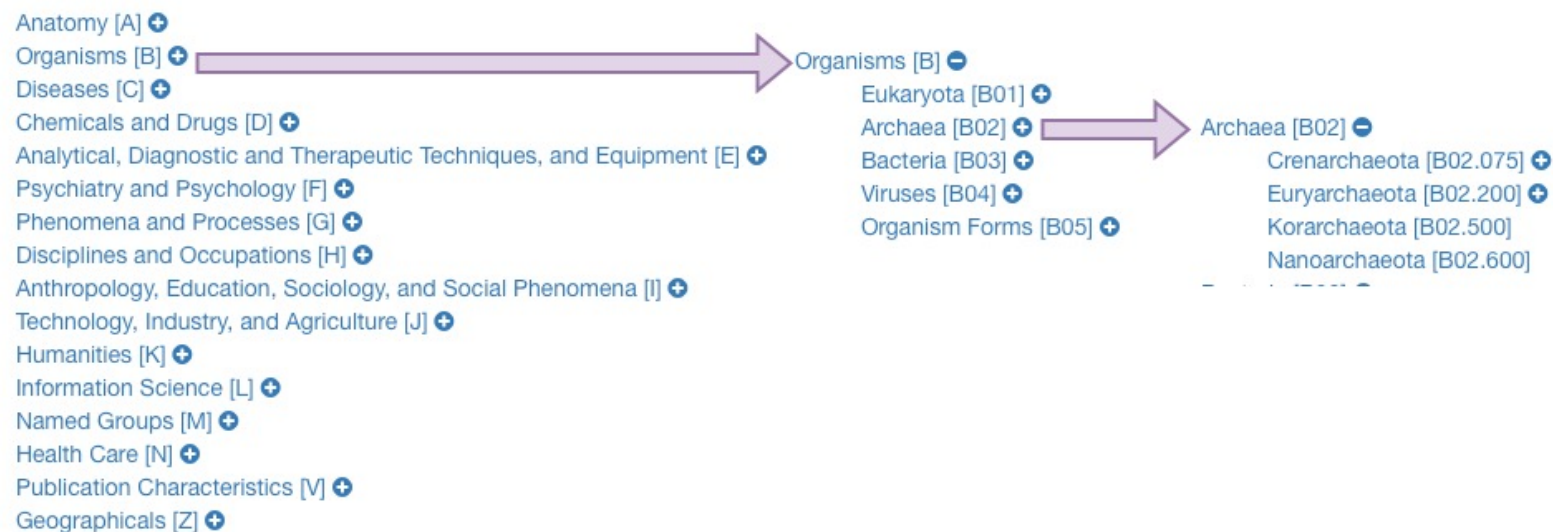 Anatomy [A]
Organisms [B]
Diseases [C]
Chemicals and Drugs [D]
Analytical, Diagnostic and Therapeutic Techniques, and Equipment [E]
Psychiatry and Psychology [F]
Phenomena and Processes [G]
Disciplines and Occupations [H]
Anthropology, Education, Sociology, and Social Phenomena [I]
Technology, Industry, and Agriculture [J]
Humanities [K]
Information Science [L]
Named Groups [M]
Health Care [N]
Publication Characteristics [V]
Geographicals [Z]
Organisms [B]
Eukaryota [B01]
Archaea [B02]
Bacteria [B03]
Viruses [B04]
Organism Forms [B05]
Archaea [B02]
Crenarchaeota [B02.075]
Euryarchaeota [B02.200]
Korarchaeota [B02.500]
Nanoarchaeota [B02.600]